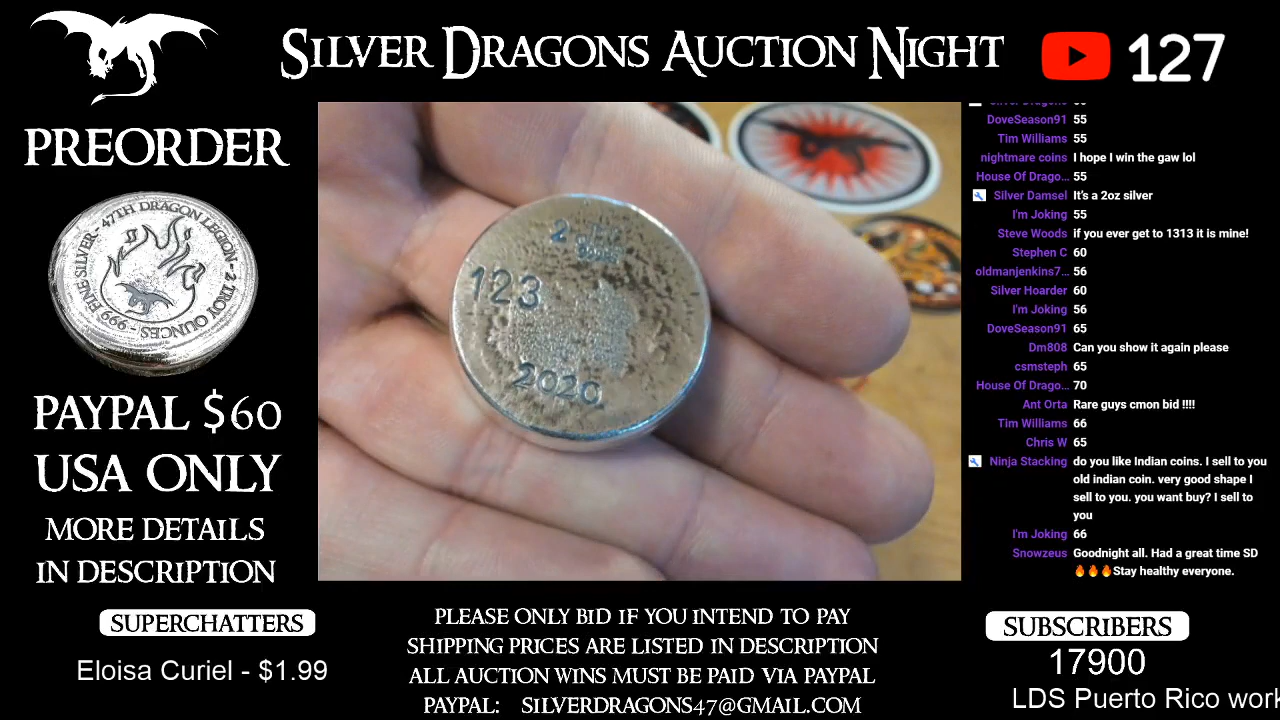 SILVER DRAGONS AUCTION NIGHT
127
PREORDER
47TH DRAGON LEGION - 2 TROY OUNCES - 999 FINE SILVER -
PAYPAL $60
USA ONLY
MORE DETAILS
IN DESCRIPTION
2
123
2020
DoveSeason91 55
Tim Williams 55
nightmare coins I hope I win the gaw lol
House Of Drago... 55
Silver Damsel It's a 2oz silver
I'm Joking 55
Steve Woods if you ever get to 1313 it is mine!
Stephen C 60
oldmanjenkins7... 56
Silver Hoarder 60
I'm Joking 56
DoveSeason91 65
Dm808 Can you show it again please
csmsteph 65
House Of Drago... 70
Ant Orta Rare guys cmon bid !!!!
Tim Williams 66
Chris W 65
Ninja Stacking do you like Indian coins. I sell to you
old indian coin. very good shape I
sell to you. you want buy? I sell to
you
I'm Joking 66
Snowzeus Goodnight all. Had a great time SD
🔥🔥🔥Stay healthy everyone.
SUPERCHATTERS
Eloisa Curiel - $1.99
PLEASE ONLY BID IF YOU INTEND TO PAY
SHIPPING PRICES ARE LISTED IN DESCRIPTION
ALL AUCTION WINS MUST BE PAID VIA PAYPAL
PAYPAL: SILVERDRAGONS47@GMAIL.COM
SUBSCRIBERS
17900
LDS Puerto Rico work